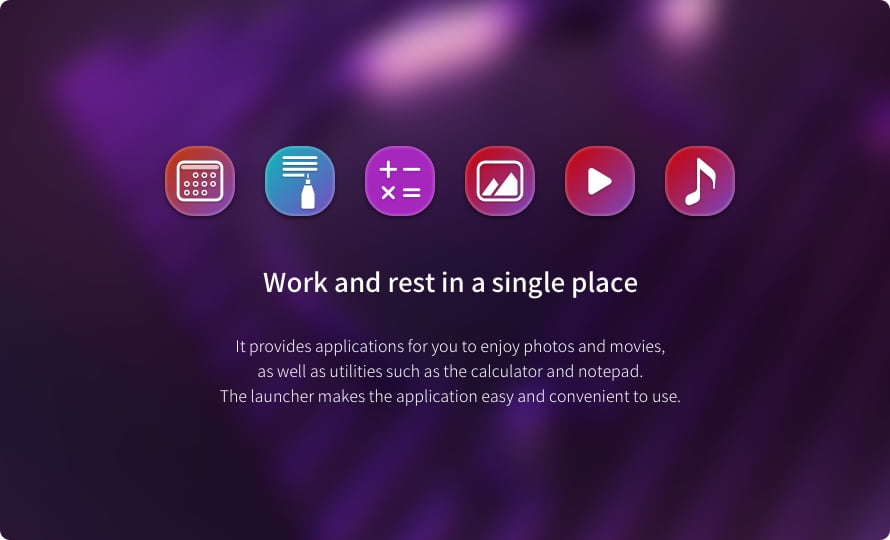 Work and rest in a single place
It provides applications for you to enjoy photos and movies,
as well as utilities such as the calculator and notepad.
The launcher makes the application easy and convenient to use.